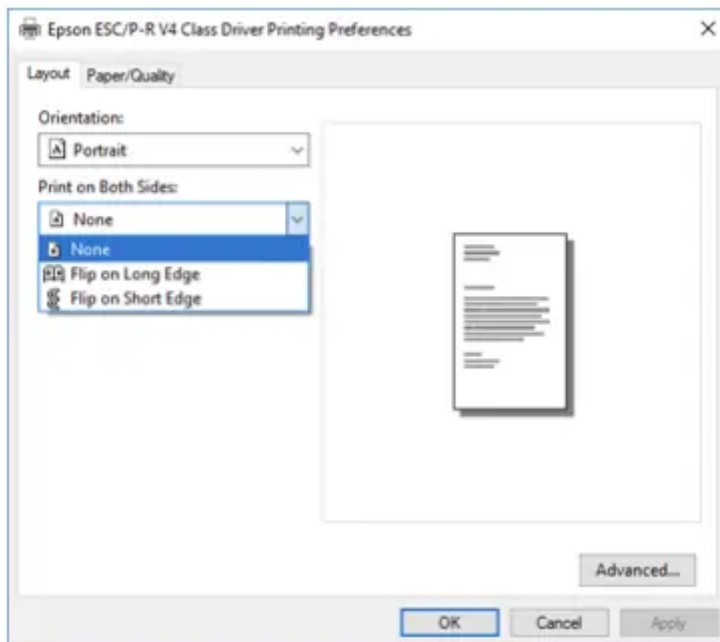 Epson ESC/P-R V4 Class Driver Printing Preferences
Layout Paper/Quality
Orientation:
Portrait
Print on Both Sides:
None
None
Flip on Long Edge
Flip on Short Edge
Advanced...
OK Cancel Apply